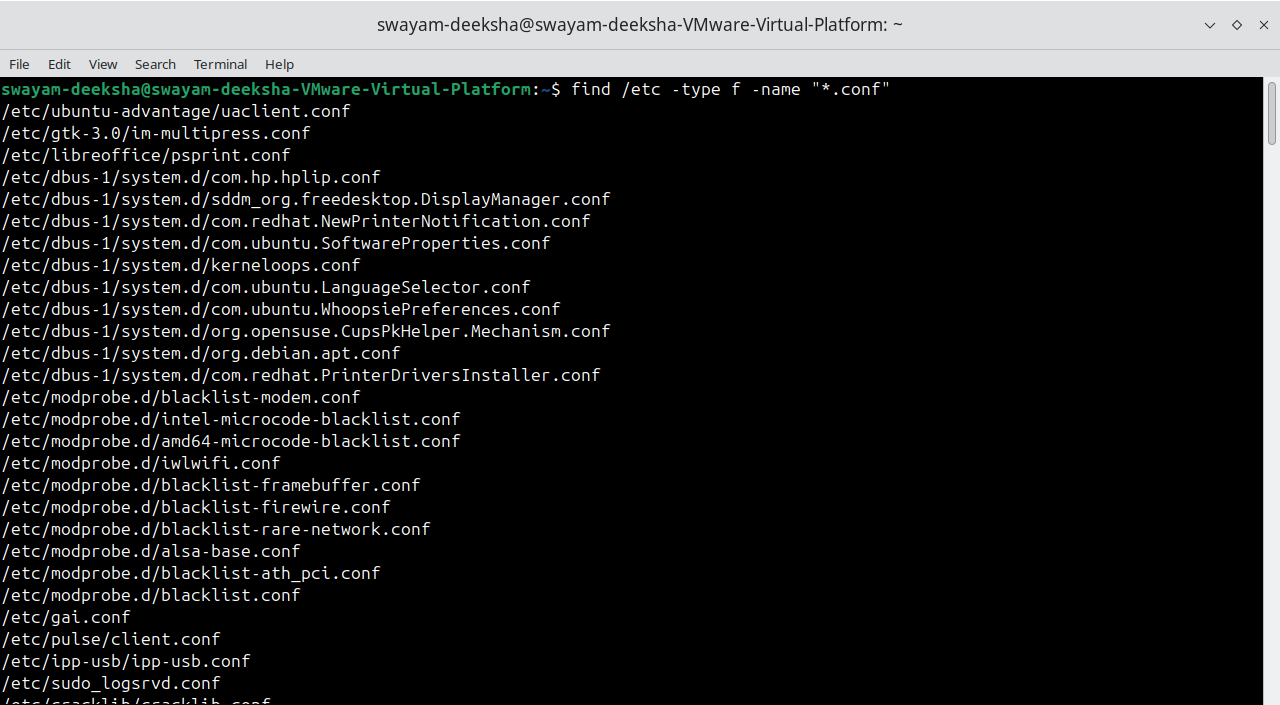 swayam-deeksha@swayam-deeksha-VMware-Virtual-Platform: ~
File Edit View Search Terminal Help
swayam-deeksha@swayam-deeksha-VMware-Virtual-Platform:~$ find /etc -type f -name "*.conf"
/etc/ubuntu-advantage/uaclient.conf
/etc/gtk-3.0/im-multipress.conf
/etc/libreoffice/psprint.conf
/etc/dbus-1/system.d/com.hp.hplip.conf
/etc/dbus-1/system.d/sddm_org.freedesktop.DisplayManager.conf
/etc/dbus-1/system.d/com.redhat.NewPrinterNotification.conf
/etc/dbus-1/system.d/com.ubuntu.SoftwareProperties.conf
/etc/dbus-1/system.d/kerneloops.conf
/etc/dbus-1/system.d/com.ubuntu.LanguageSelector.conf
/etc/dbus-1/system.d/com.ubuntu.WhoopsiePreferences.conf
/etc/dbus-1/system.d/org.opensuse.CupsPkHelper.Mechanism.conf
/etc/dbus-1/system.d/org.debian.apt.conf
/etc/dbus-1/system.d/com.redhat.PrinterDriversInstaller.conf
/etc/modprobe.d/blacklist-modem.conf
/etc/modprobe.d/intel-microcode-blacklist.conf
/etc/modprobe.d/amd64-microcode-blacklist.conf
/etc/modprobe.d/iwlwifi.conf
/etc/modprobe.d/blacklist-framebuffer.conf
/etc/modprobe.d/blacklist-firewire.conf
/etc/modprobe.d/blacklist-rare-network.conf
/etc/modprobe.d/alsa-base.conf
/etc/modprobe.d/blacklist-ath_pci.conf
/etc/modprobe.d/blacklist.conf
/etc/gai.conf
/etc/pulse/client.conf
/etc/ipp-usb/ipp-usb.conf
/etc/sudo_logsrvd.conf
/etc/cracklib/cracklib.conf